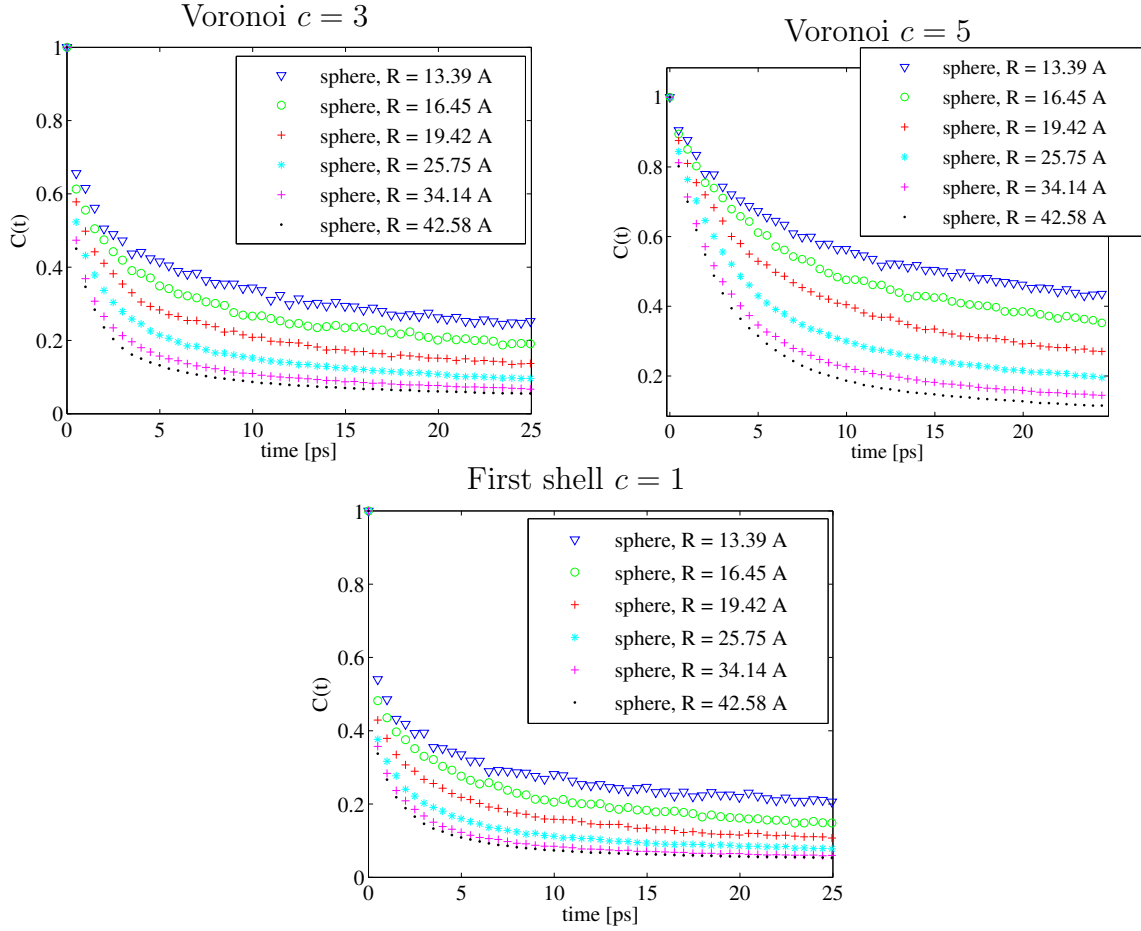 Voronoi c = 3
1
0.8
0.6
0.4
0.2
0
C(t)
sphere, R = 13.39 A
sphere, R = 16.45 A
sphere, R = 19.42 A
sphere, R = 25.75 A
sphere, R = 34.14 A
sphere, R = 42.58 A
0 5 10 15 20 25
time [ps]
Voronoi c = 5
1
0.8
0.6
0.4
0.2
C(t)
sphere, R = 13.39 A
sphere, R = 16.45 A
sphere, R = 19.42 A
sphere, R = 25.75 A
sphere, R = 34.14 A
sphere, R = 42.58 A
0 5 10 15 20
time [ps]
First shell c = 1
1
0.8
0.6
0.4
0.2
0
C(t)
sphere, R = 13.39 A
sphere, R = 16.45 A
sphere, R = 19.42 A
sphere, R = 25.75 A
sphere, R = 34.14 A
sphere, R = 42.58 A
0 5 10 15 20 25
time [ps]